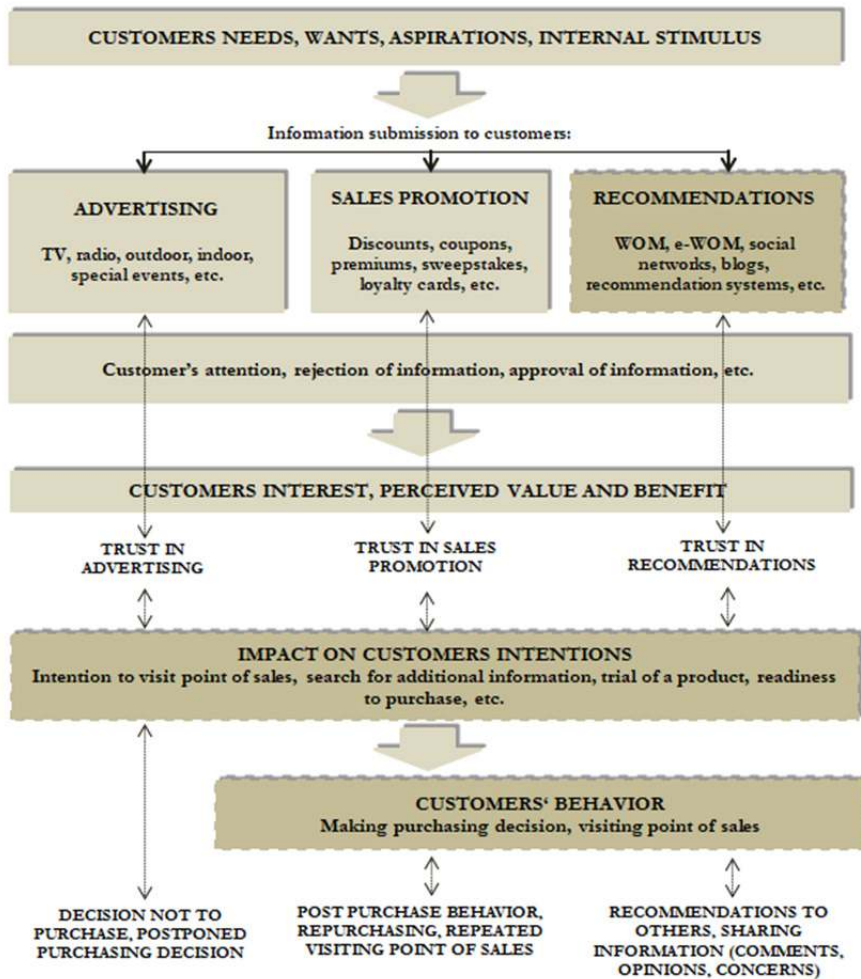 CUSTOMERS NEEDS, WANTS, ASPIRATIONS, INTERNAL STIMULUS
Information submission to customers:
ADVERTISING
TV, radio, outdoor, indoor,
special events, etc.
SALES PROMOTION
Discounts, coupons,
premiums, sweepstakes,
loyalty cards, etc.
RECOMMENDATIONS
WOM, e-WOM, social
networks, blogs,
recommendation systems, etc.
Customer's attention, rejection of information, approval of information, etc.
CUSTOMERS INTEREST, PERCEIVED VALUE AND BENEFIT
TRUST IN
ADVERTISING
TRUST IN SALES
PROMOTION
TRUST IN
RECOMMENDATIONS
IMPACT ON CUSTOMERS INTENTIONS
Intention to visit point of sales, search for additional information, trial of a product, readiness
to purchase, etc.
CUSTOMERS‘ BEHAVIOR
Making purchasing decision, visiting point of sales
DECISION NOT TO
PURCHASE, POSTPONED
PURCHASING DECISION
POST PURCHASE BEHAVIOR,
REPURCHASING, REPEATED
VISITING POINT OF SALES
RECOMMENDATIONS TO
OTHERS, SHARING
INFORMATION (COMMENTS,
OPINIONS, CONCERNS)